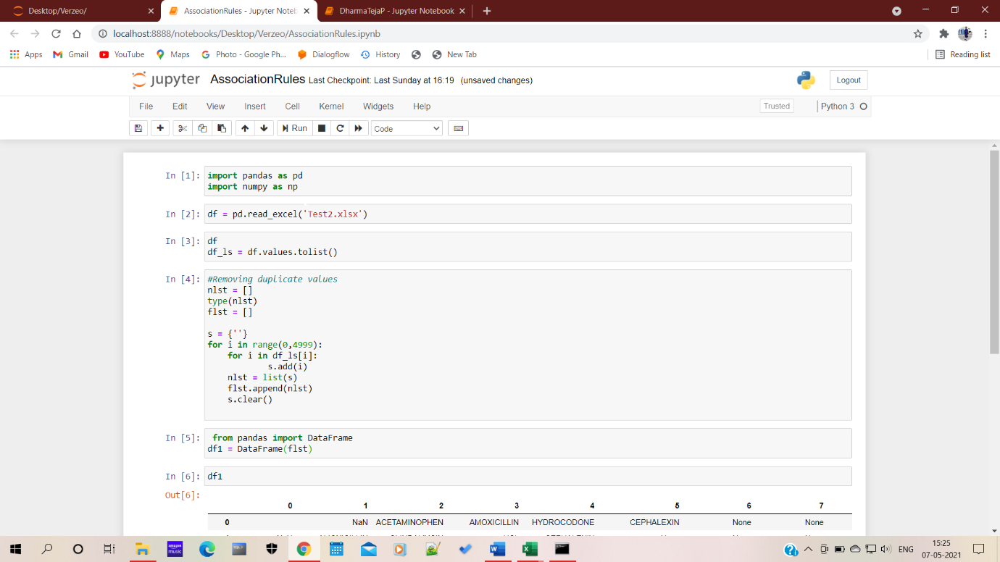 Desktop/Verzeo/
AssociationRules - Jupyter Noteb
DharmaTejaP - Jupyter Notebook
localhost:8888/notebooks/Desktop/Verzeo/AssociationRules.ipynb
Apps Gmail YouTube Maps Photo - Google Ph... Dialogflow History New Tab Reading list
jupyter AssociationRules Last Checkpoint: Last Sunday at 16:19 (unsaved changes) Logout
File Edit View Insert Cell Kernel Widgets Help Trusted Python 3
Run Code
In [1]: import pandas as pd
import numpy as np
In [2]: df = pd.read_excel('Test2.xlsx')
In [3]: df
df_ls = df.values.tolist()
In [4]: #Removing duplicate values
nlst = []
type(nlst)
flst = []
s = {''}
for i in range(0,4999):
for i in df_ls[i]:
s.add(i)
nlst = list(s)
flst.append(nlst)
s.clear()
In [5]: from pandas import DataFrame
df1 = DataFrame(flst)
In [6]: df1
Out[6]:
0 1 2 3 4 5 6 7
0 NaN ACETAMINOPHEN AMOXICILLIN HYDROCODONE CEPHALEXIN None None
amazon music
ENG
15:25
07-05-2021